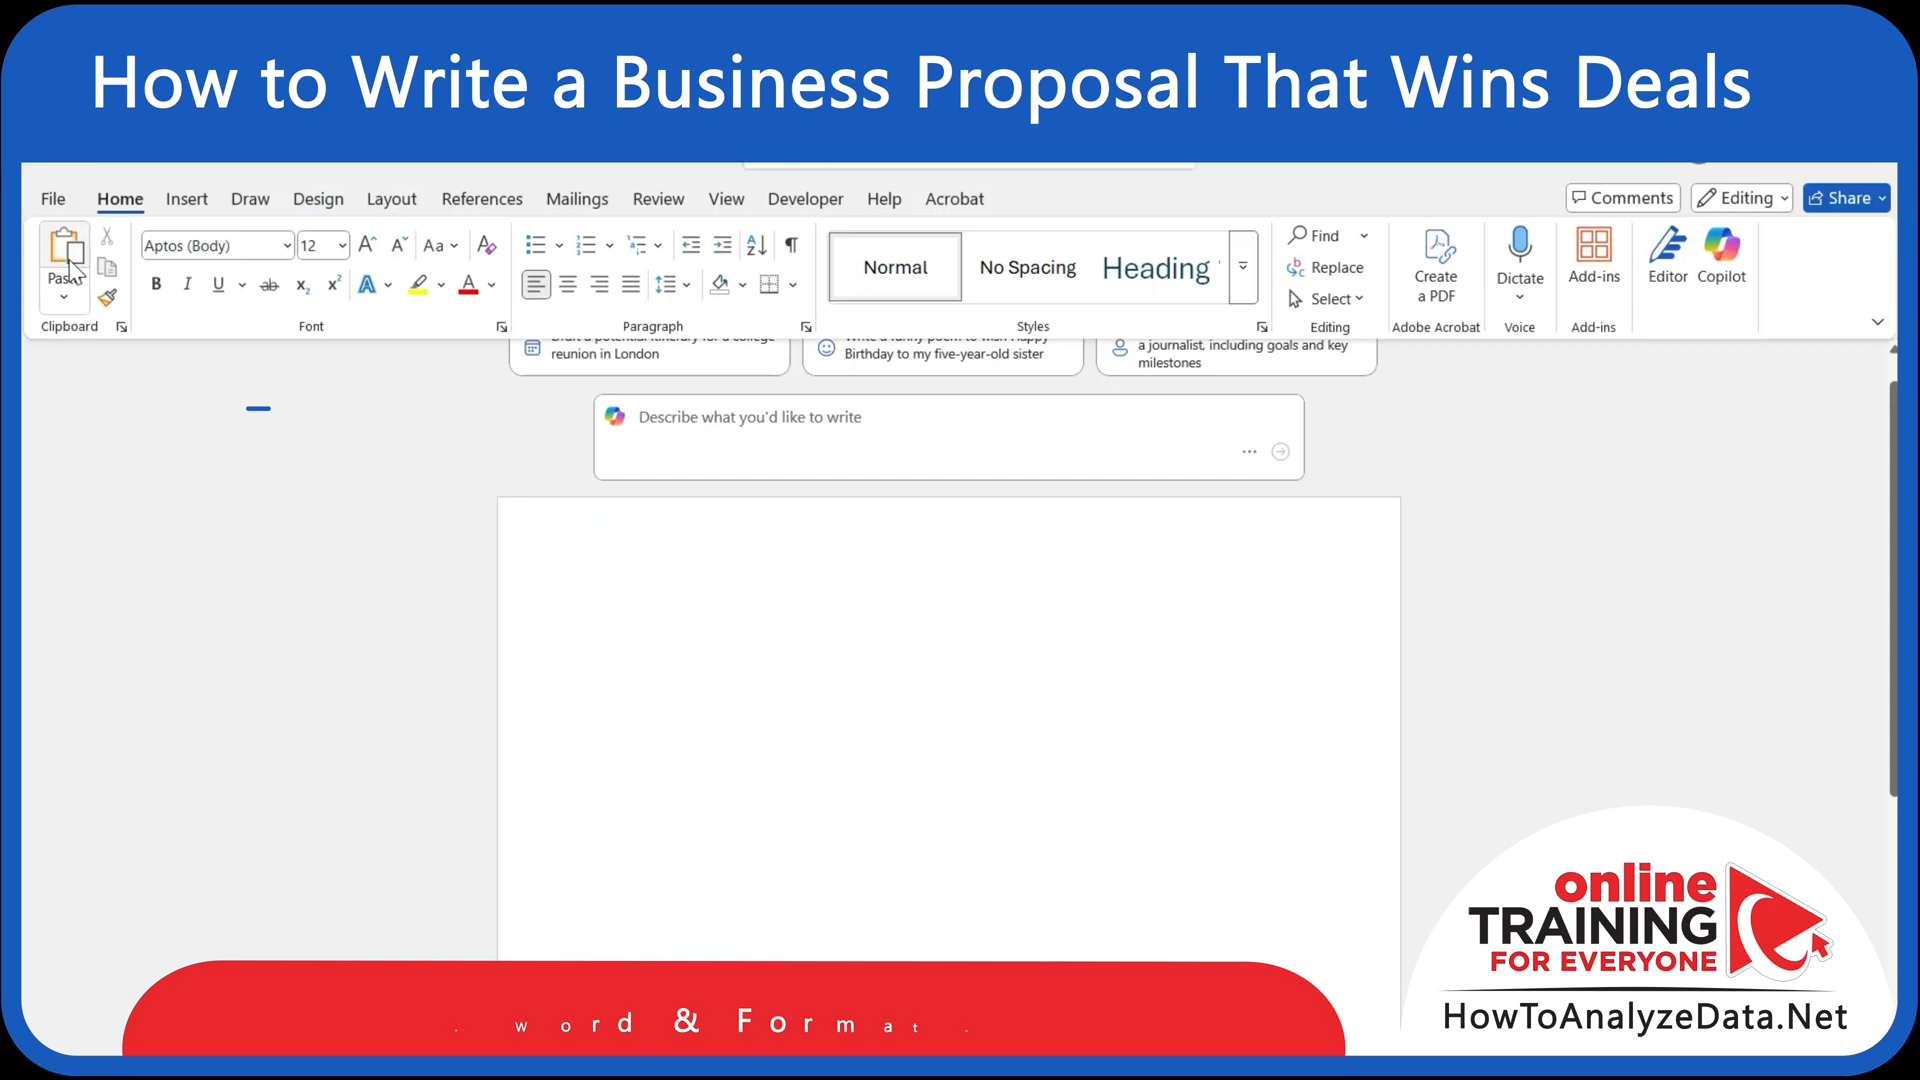 How to Write a Business Proposal That Wins Deals
File Home Insert Draw Design Layout References Mailings Review View Developer Help Acrobat Comments Editing Share
Aptos (Body) 12 Aa Find
Normal No Spacing Heading Replace
Paste Create Dictate Add-ins Editor Copilot
a PDF Select
Clipboard Font Paragraph Styles Editing Adobe Acrobat Voice Add-ins
a journalist, including goals and key
reunion in London Birthday to my five-year-old sister milestones
Describe what you'd like to write
online
TRAINING
FOR EVERYONE
HowToAnalyzeData.Net
word & Format